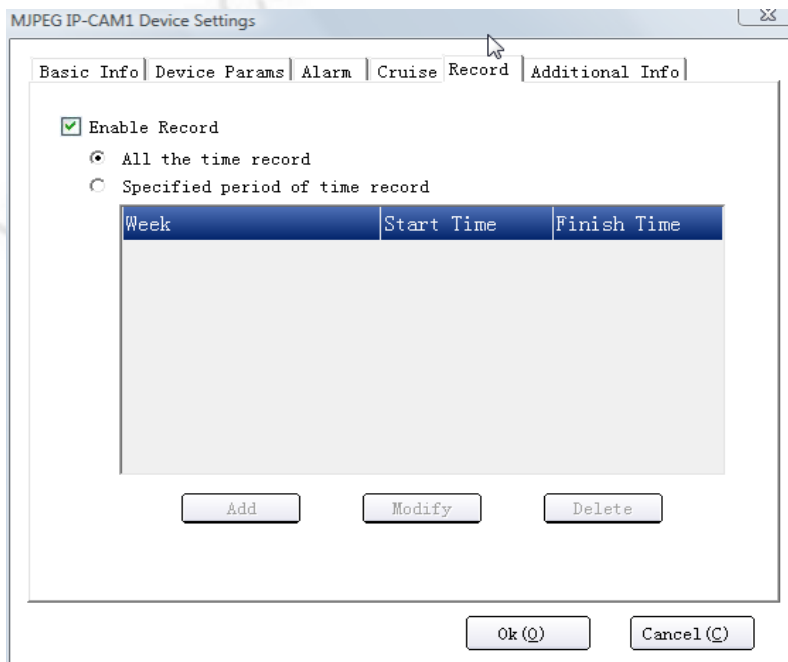 MJPEG IP-CAM1 Device Settings
Basic Info Device Params Alarm Cruise Record Additional Info
Enable Record
All the time record
Specified period of time record
Week Start Time Finish Time
Add Modify Delete
Ok(O) Cancel(C)